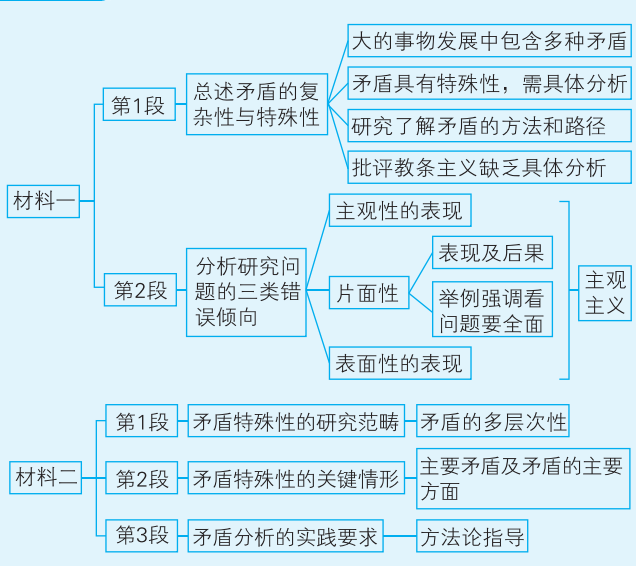 材料一
第1段
总述矛盾的复
杂性与特殊性
大的事物发展中包含多种矛盾
矛盾具有特殊性，需具体分析
研究了解矛盾的方法和路径
批评教条主义缺乏具体分析
第2段
分析研究问
题的三类错
误倾向
主观性的表现
片面性
表现及后果
举例强调看
问题要全面
表面性的表现
主观
主义
材料二
第1段
矛盾特殊性的研究范畴
矛盾的多层次性
第2段
矛盾特殊性的关键情形
主要矛盾及矛盾的主要
方面
第3段
矛盾分析的实践要求
方法论指导